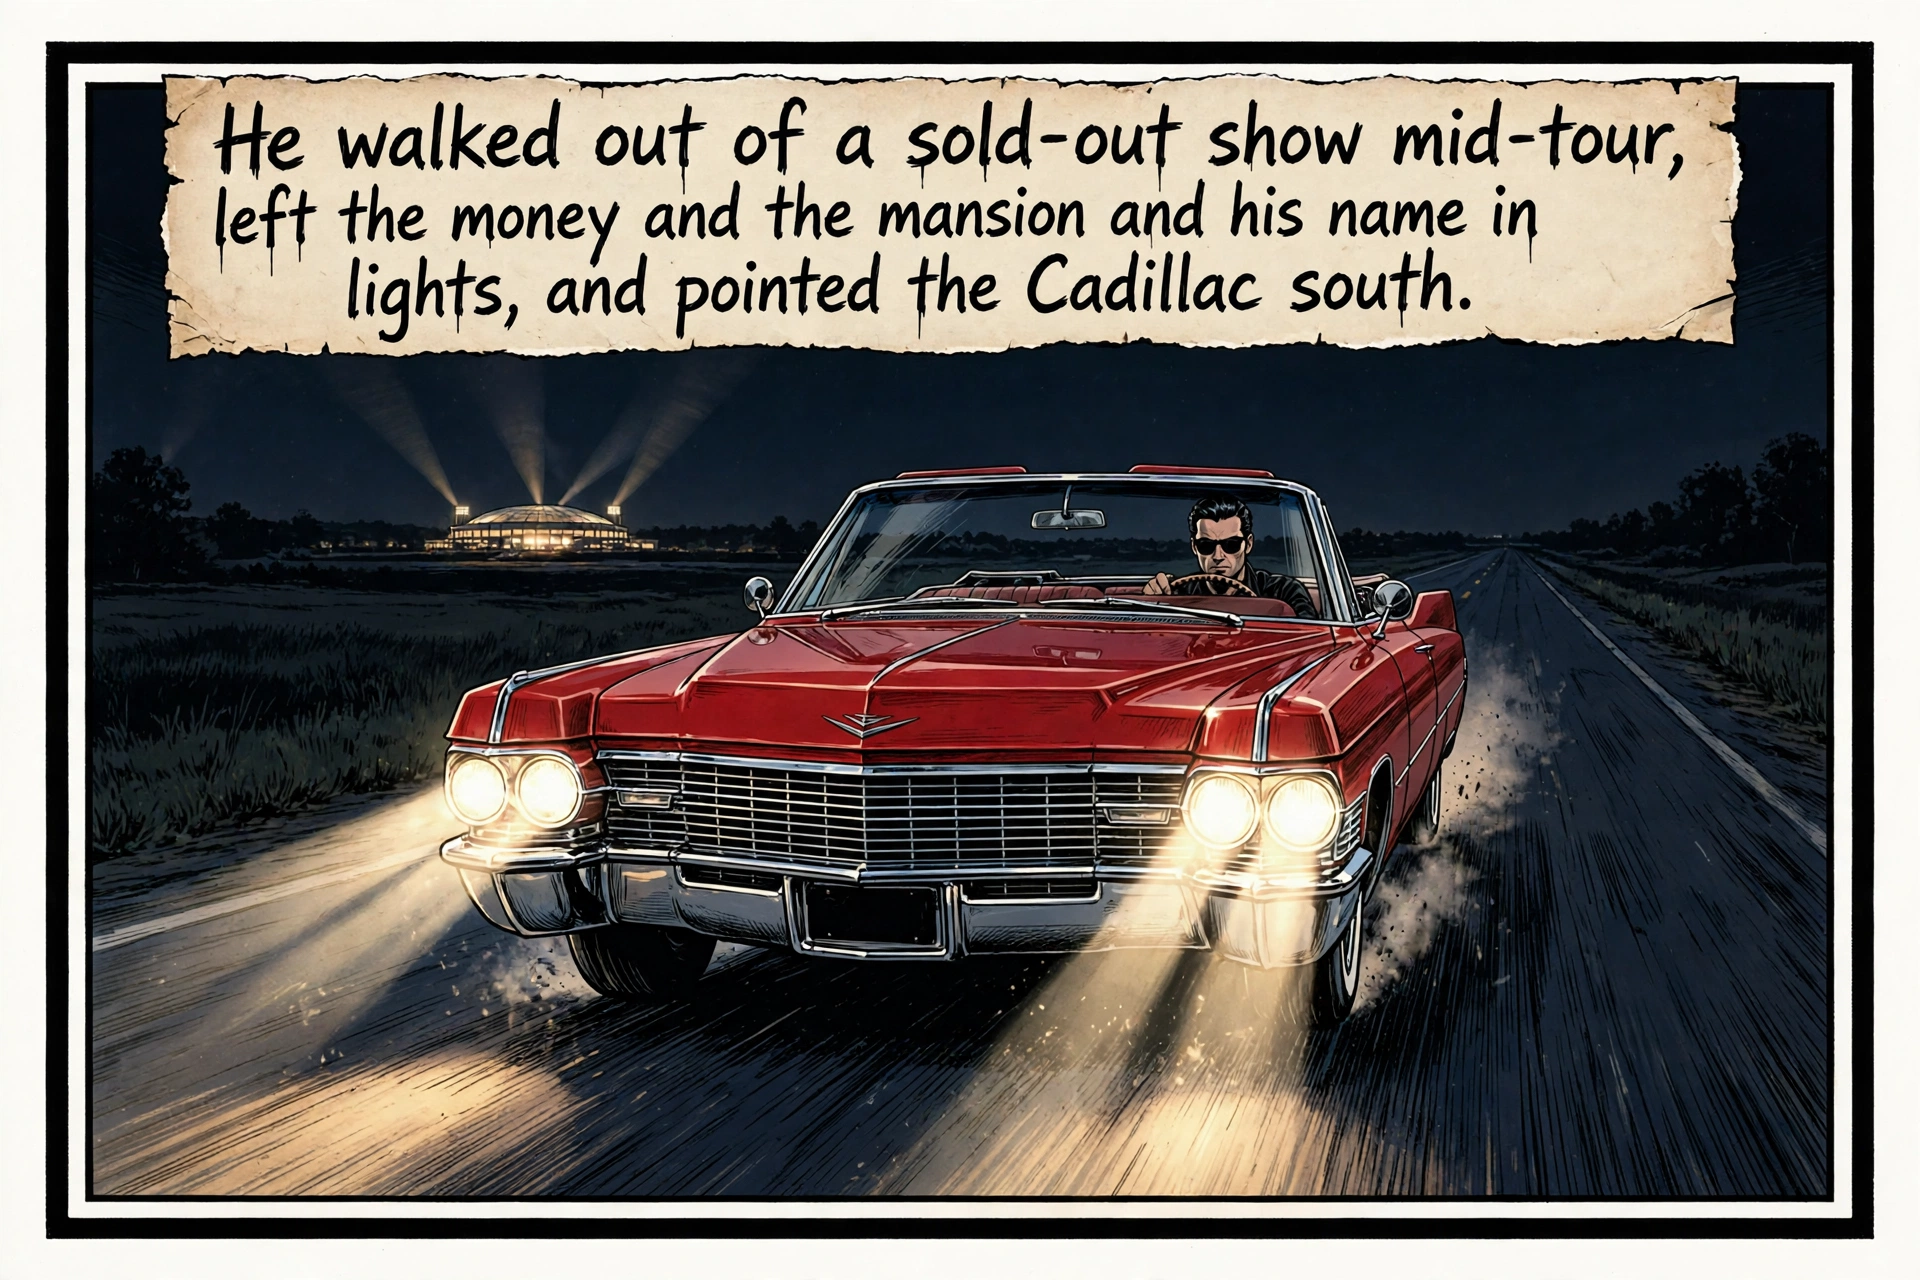 He walked out of a sold-out show mid-tour,
left the money and the mansion and his name in
lights, and pointed the Cadillac south.